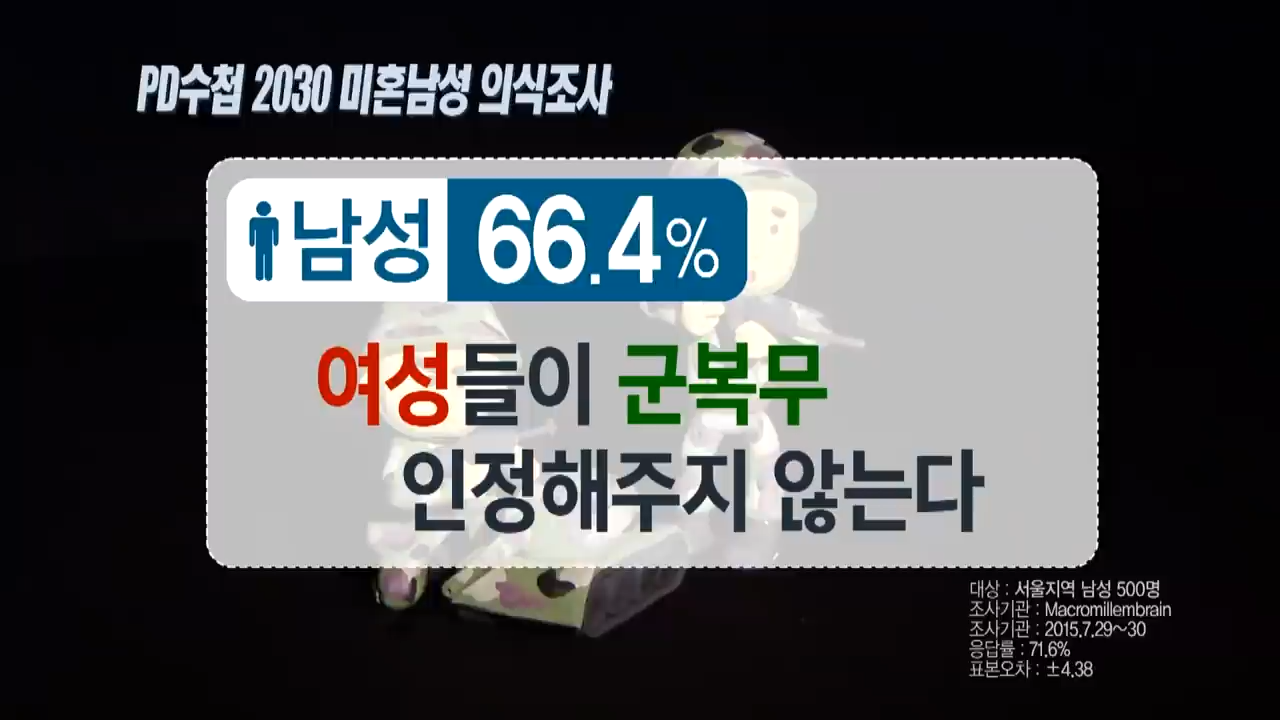 PD수첩 2030 미혼남성 의식조사
남성 66.4%
여성들이 군복무
인정해주지 않는다
대상 : 서울지역 남성 500명
조사기관 : Macromillembrain
조사기관 : 2015.7.29~30
응답률 : 71.6%
표본오차 : ±4.38